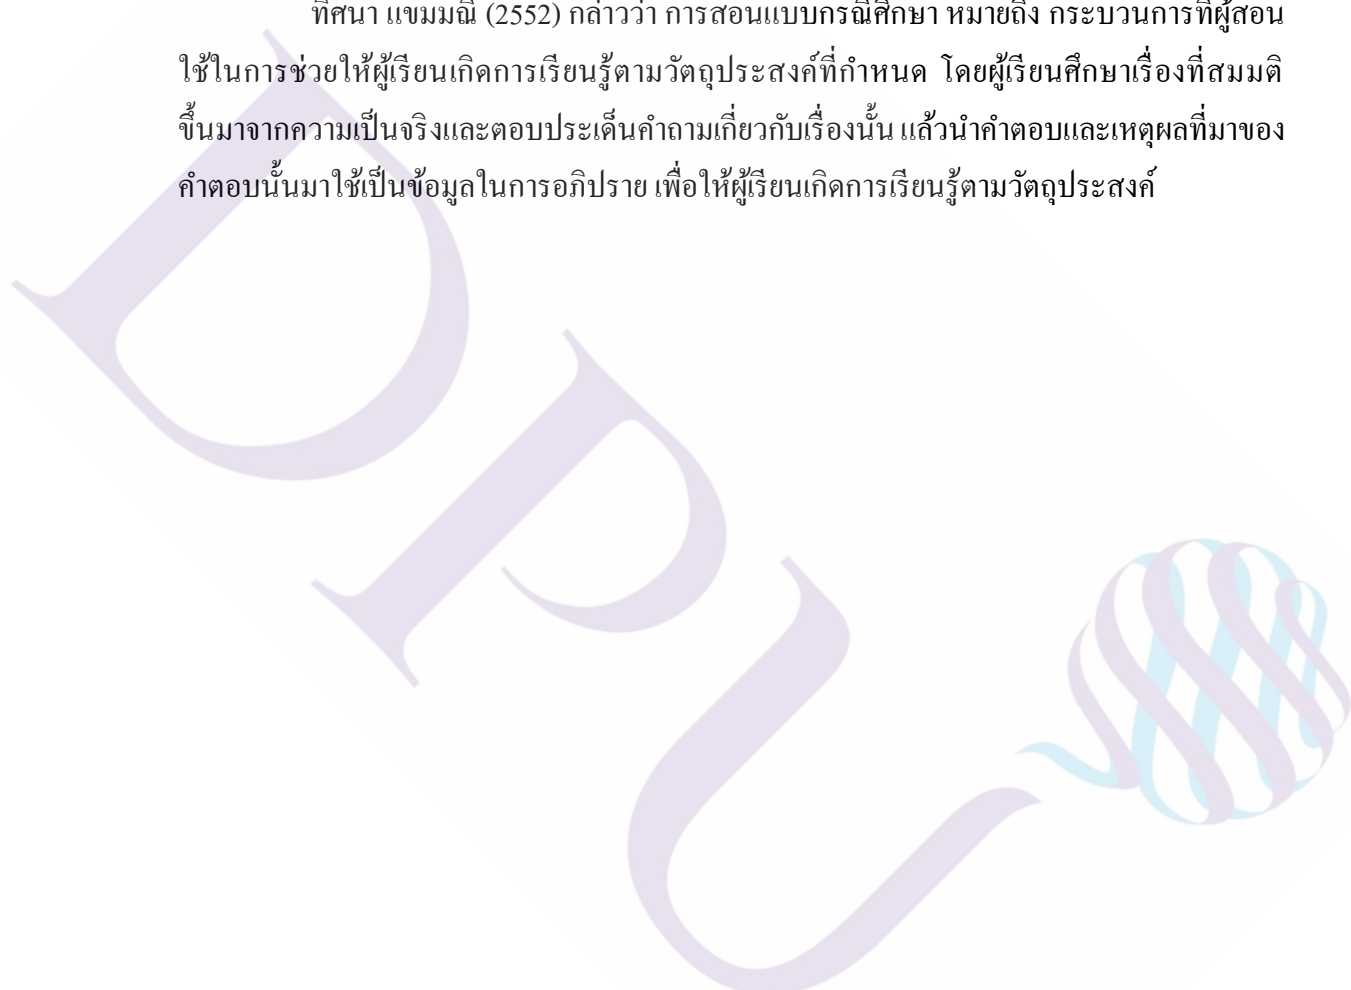 ทิศนา แขมมณี (2552) กล่าวว่า การสอนแบบกรณีศึกษา หมายถึง กระบวนการที่ผู้สอน
ใช้ในการช่วยให้ผู้เรียนเกิดการเรียนรู้ตามวัตถุประสงค์ที่กำหนด โดยผู้เรียนศึกษาเรื่องที่สมมติ
ขึ้นมาจากความเป็นจริงและตอบประเด็นคำถามเกี่ยวกับเรื่องนั้น แล้วนำคำตอบและเหตุผลที่มาของ
คำตอบนั้นมาใช้เป็นข้อมูลในการอภิปราย เพื่อให้ผู้เรียนเกิดการเรียนรู้ตามวัตถุประสงค์
DPU